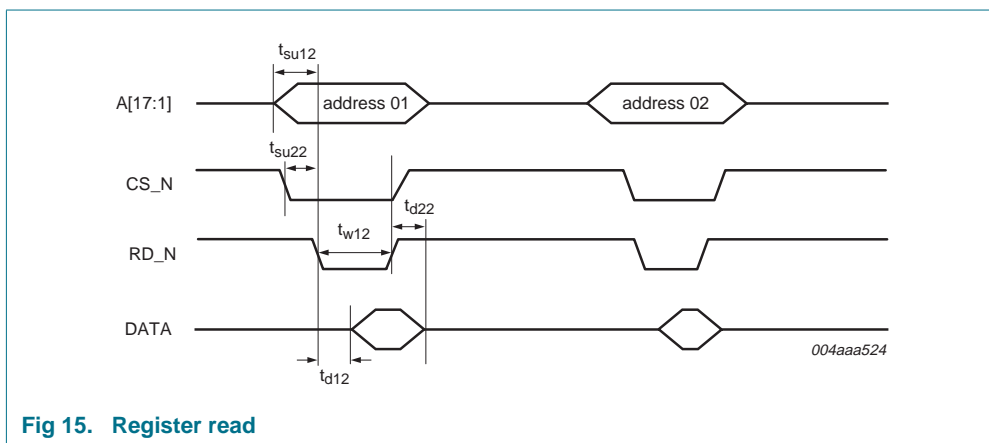 tsu12
A[17:1]
address 01
address 02
tsu22
CS_N
td22
tw12
RD_N
DATA
004aaa524
td12
Fig 15. Register read